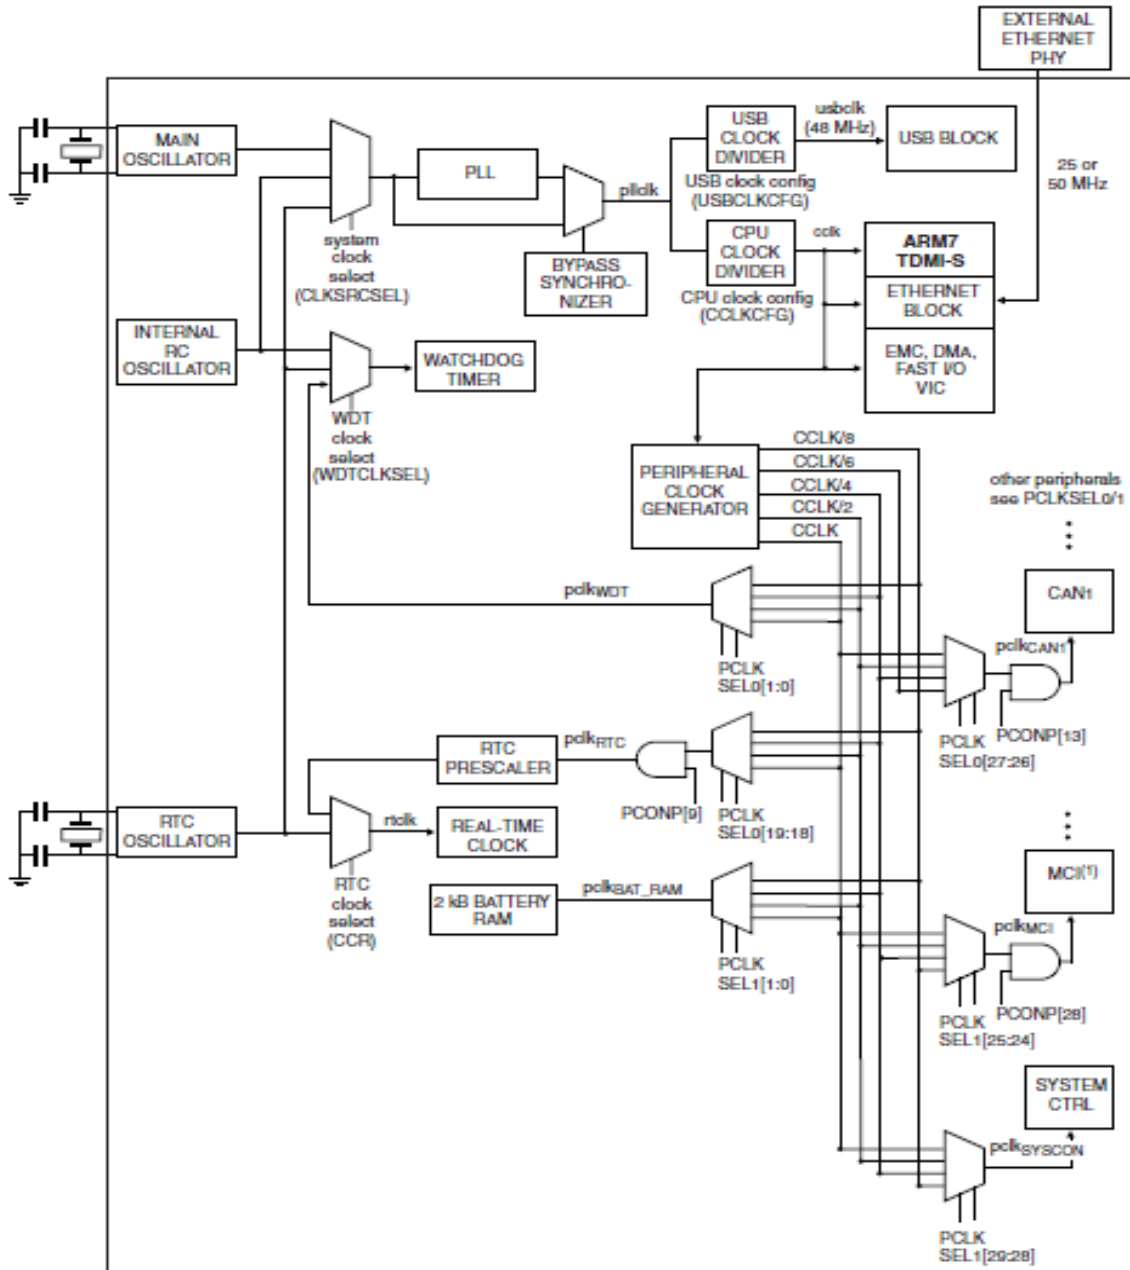 EXTERNAL
ETHERNET
PHY
MAIN
OSCILLATOR
PLL
pllclk
USB
CLOCK
DIVIDER
usbclk
(48 MHz)
USB BLOCK
25 or
50 MHz
USB clock config
(USBCLKCFG)
system
clock
select
(CLKSRCSEL)
BYPASS
SYNCHRO-
NIZER
CPU
CLOCK
DIVIDER
cclk
CPU clock config
(CCLKCFG)
ARM7
TDMI-S
ETHERNET
BLOCK
EMC, DMA,
FAST I/O
VIC
INTERNAL
RC
OSCILLATOR
WATCHDOG
TIMER
WDT
clock
select
(WDTCLKSEL)
PERIPHERAL
CLOCK
GENERATOR
CCLK/8
CCLK/6
CCLK/4
CCLK/2
CCLK
other peripherals
see PCLKSEL0/1
pclkWDT
PCLK
SEL0[1:0]
CAN1
pclkCAN1
PCONP[13]
PCLK
SEL0[27:26]
RTC
PRESCALER
pclkRTC
PCONP[9]
PCLK
SEL0[19:18]
RTC
OSCILLATOR
rtclk
REAL-TIME
CLOCK
RTC
clock
select
(CCR)
2 kB BATTERY
RAM
pclkBAT_RAM
PCLK
SEL1[1:0]
MCI(1)
pclkMCI
PCONP[28]
PCLK
SEL1[25:24]
SYSTEM
CTRL
pclkSYSCON
PCLK
SEL1[29:28]